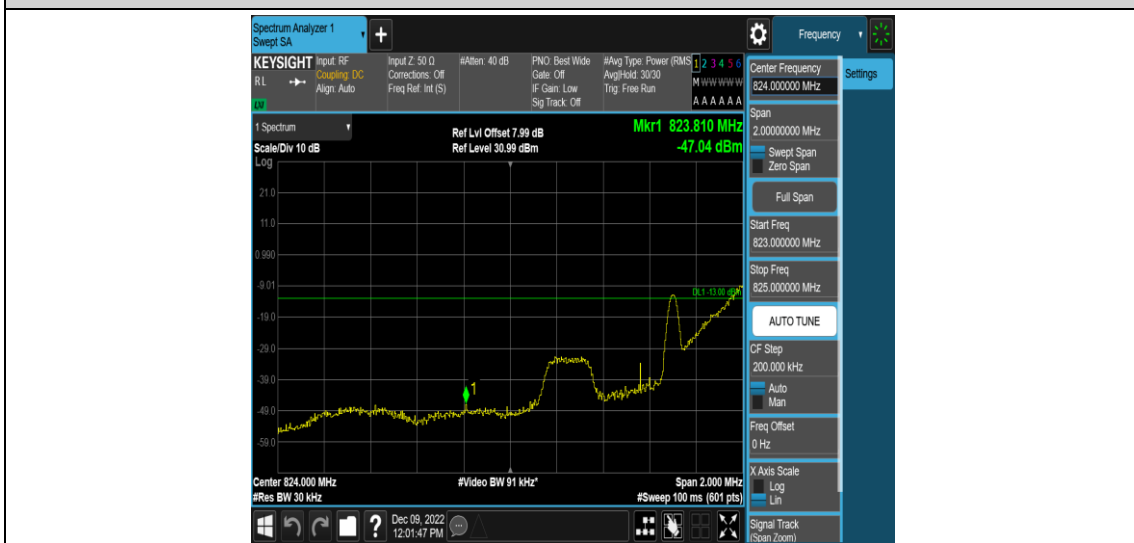 Spectrum Analyzer 1
Swept SA
+
Frequency
KEYSIGHT
RL
LXI
Input: RF
Coupling: DC
Align: Auto
Input Z: 50 Ω
Corrections: Off
Freq Ref: Int (S)
#Atten: 40 dB
PNO: Best Wide
Gate: Off
IF Gain: Low
Sig Track: Off
#Avg Type: Power (RMS
Avg|Hold: 30/30
Trig: Free Run
1 2 3 4 5 6
M W W W W W
A A A A A A
1 Spectrum
Scale/Div 10 dB
Log
Ref Lvl Offset 7.99 dB
Ref Level 30.99 dBm
Mkr1 823.810 MHz
-47.04 dBm
21.0
11.0
0.990
-9.01
-19.0
-29.0
-39.0
-49.0
-59.0
DL1 -13.00 dBm
1
Center 824.000 MHz
#Res BW 30 kHz
#Video BW 91 kHz*
Span 2.000 MHz
#Sweep 100 ms (601 pts)
Center Frequency
824.000000 MHz
Settings
Span
2.00000000 MHz
Swept Span
Zero Span
Full Span
Start Freq
823.000000 MHz
Stop Freq
825.000000 MHz
AUTO TUNE
CF Step
200.000 kHz
Auto
Man
Freq Offset
0 Hz
X Axis Scale
Log
Lin
Signal Track
(Span Zoom)
?
Dec 09, 2022
12:01:47 PM